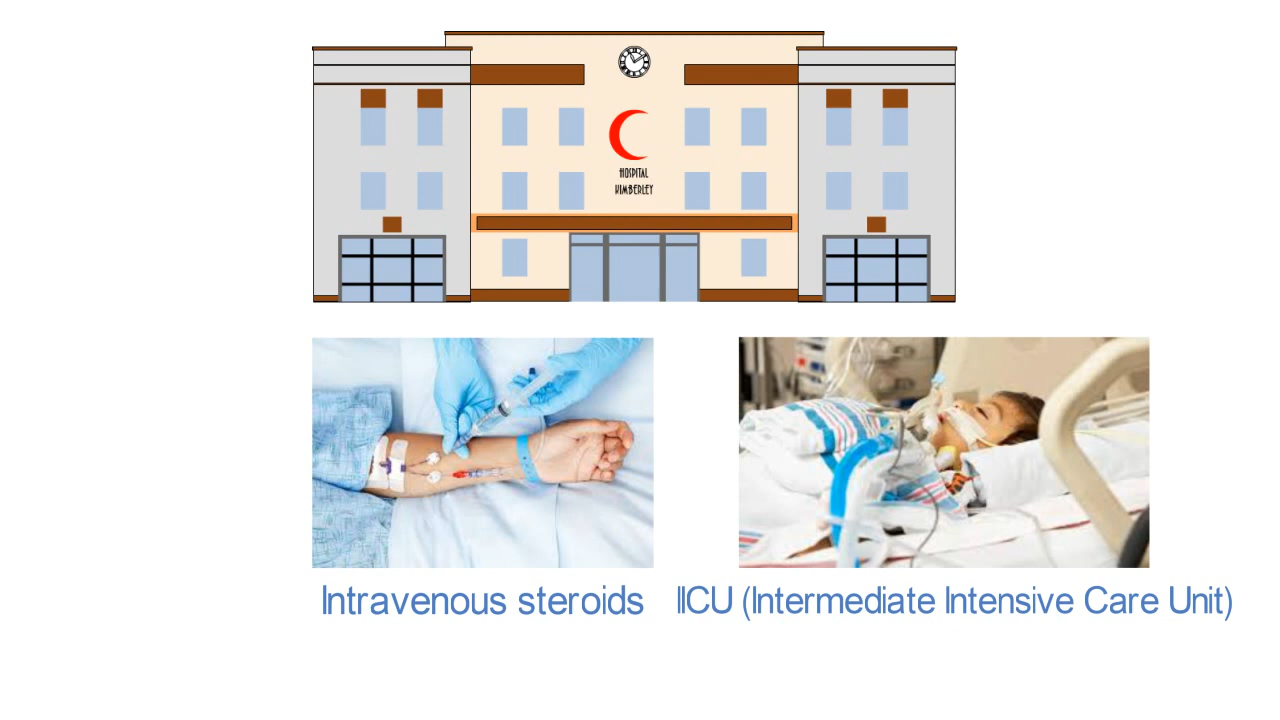 HOSPITAL
KIMBERLEY
Intravenous steroids
IICU (Intermediate Intensive Care Unit)